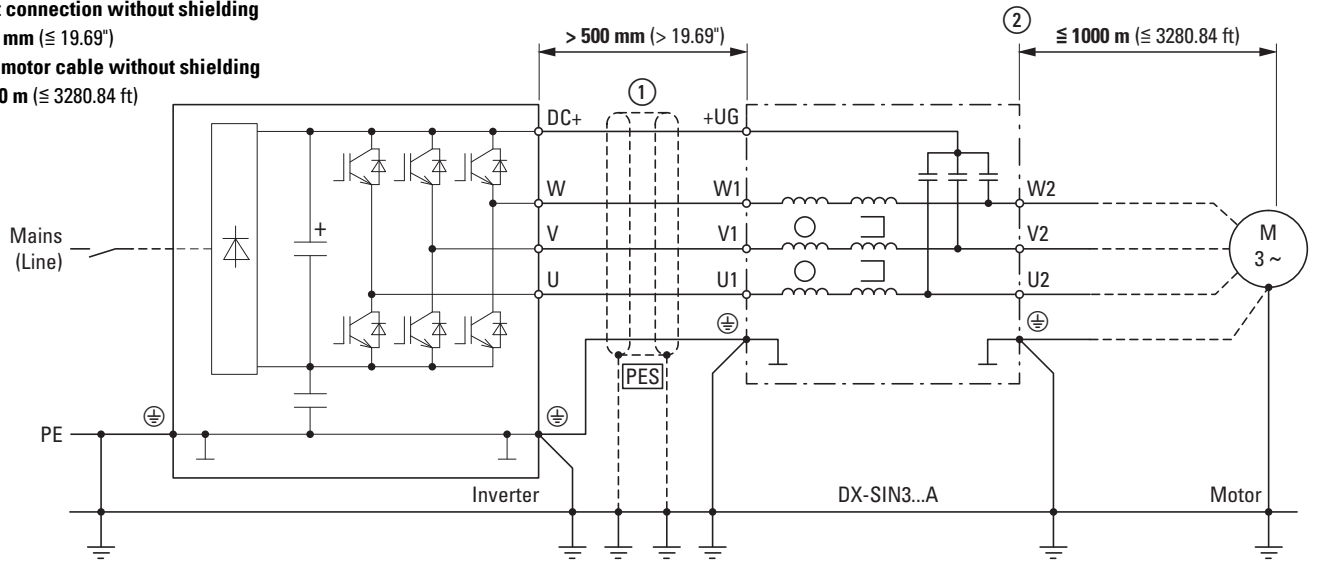 connection without shielding
mm (≦ 19.69")
motor cable without shielding
0 m (≦ 3280.84 ft)
> 500 mm (> 19.69")
②
≦ 1000 m (≦ 3280.84 ft)
①
DC+
+UG
W
W1
W2
Mains
(Line)
+
V
V1
V2
M
3 ~
U
U1
U2
PES
PE
Inverter
DX-SIN3...A
Motor